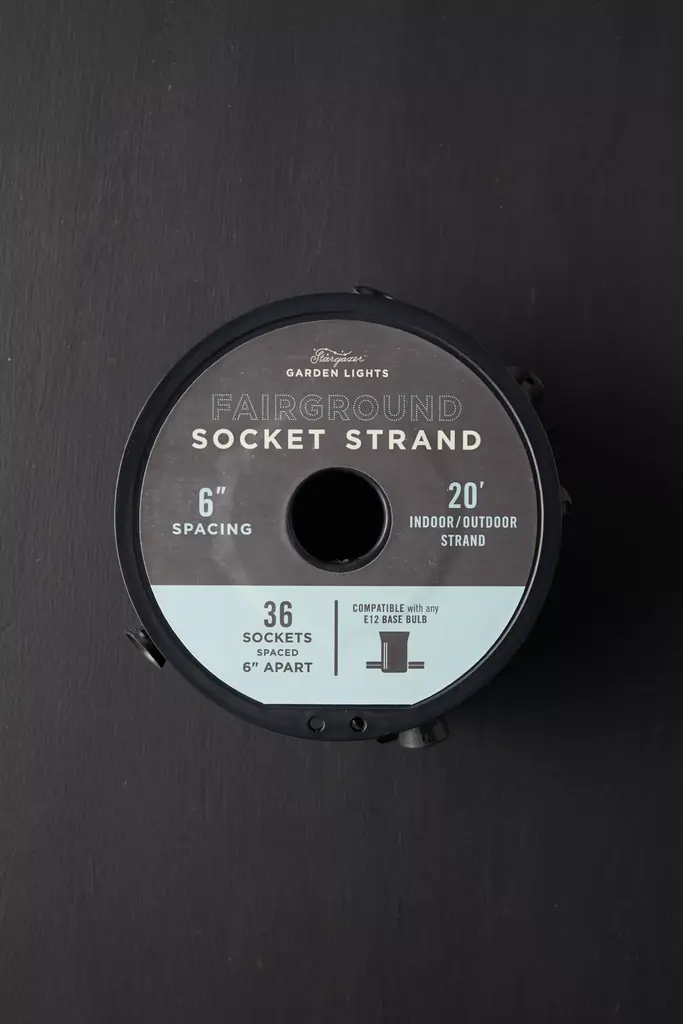 Stargazer
GARDEN LIGHTS
FAIRGROUND
SOCKET STRAND
6"
SPACING
20'
INDOOR/OUTDOOR
STRAND
36
SOCKETS
SPACED
6" APART
COMPATIBLE with any
E12 BASE BULB